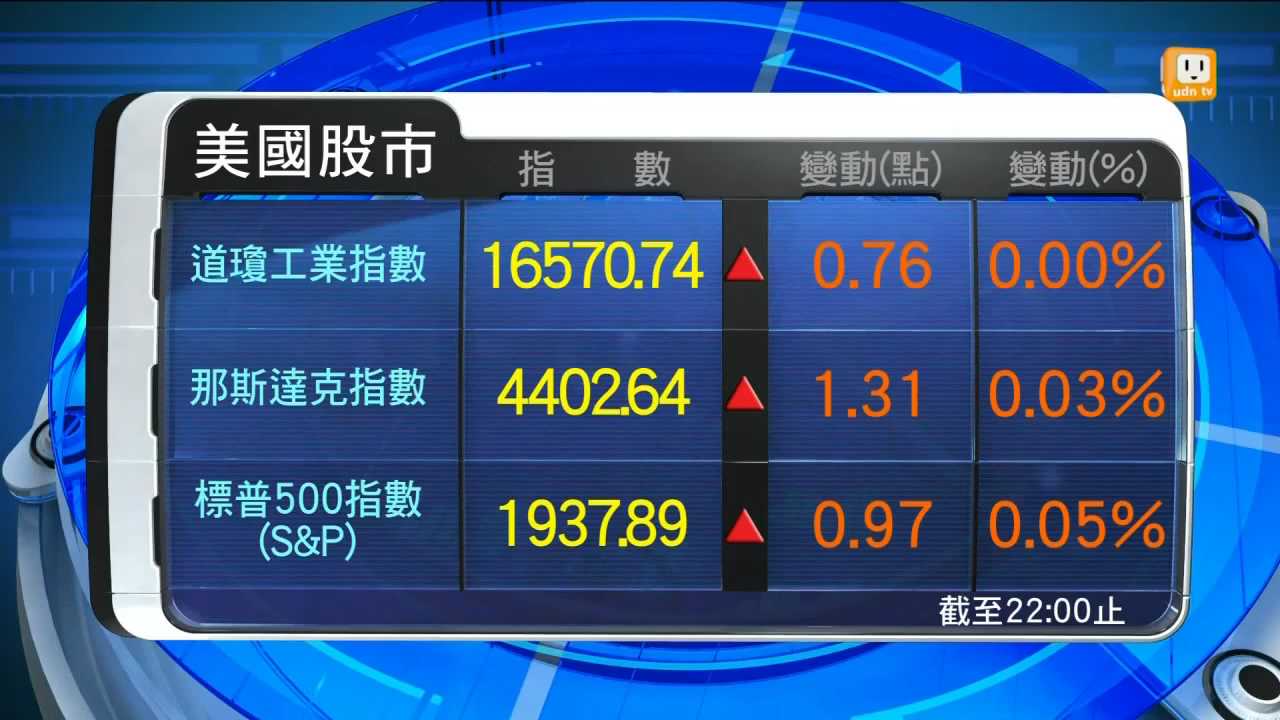 udn tv
美國股市 指數 變動(點) 變動(%)
道瓊工業指數 16570.74 ▲ 0.76 0.00%
那斯達克指數 4402.64 ▲ 1.31 0.03%
標普500指數
(S&P) 1937.89 ▲ 0.97 0.05%
截至22:00止